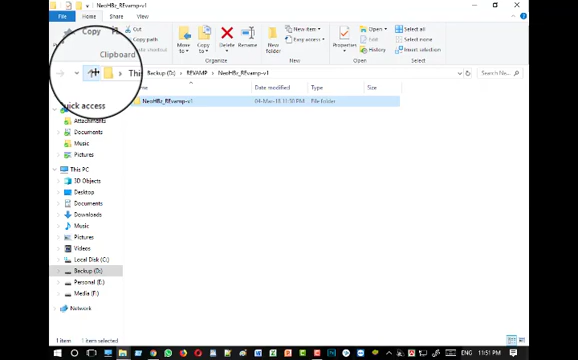 NeoHBz_REvamp-v1
File Home Share View
Copy Cut Copy path
Move to Copy to Delete Rename New folder New item Easy access Properties Open Edit History Select all Select none Invert selection
Clipboard Organize New Open Select
This Backup (D:) REVAMP NeoHBz_REvamp-v1 Search Ne...
Date modified Type Size
NeoHBz_REvamp-v1 04-Mar-18 11:50 PM File folder
Quick access
Attachments
Documents
Music
Pictures
This PC
3D Objects
Desktop
Documents
Downloads
Music
Pictures
Videos
Local Disk (C:)
Backup (D:)
Personal (E:)
Media (F:)
Network
1 item 1 item selected
ENG 11:51 PM